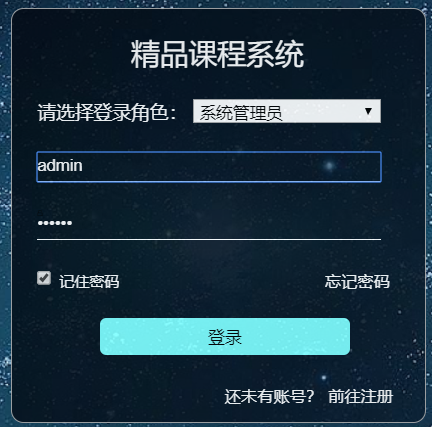 精品课程系统
请选择登录角色： 系统管理员
admin
••••••
记住密码 忘记密码
登录
还未有账号？ 前往注册